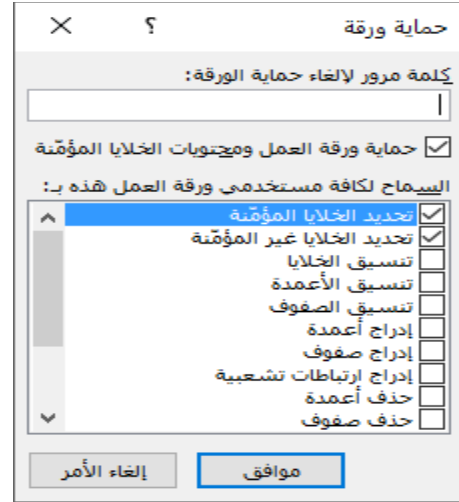 حماية ورقة
كلمة مرور لإلغاء حماية الورقة:
حماية ورقة العمل ومحتويات الخلايا المؤمّنة
السماح لكافة مستخدمي ورقة العمل هذه بـ:
تحديد الخلايا المؤمّنة
تحديد الخلايا غير المؤمّنة
تنسيق الخلايا
تنسيق الأعمدة
تنسيق الصفوف
إدراج أعمدة
إدراج صفوف
إدراج ارتباطات تشعبية
حذف أعمدة
حذف صفوف
موافق
إلغاء الأمر